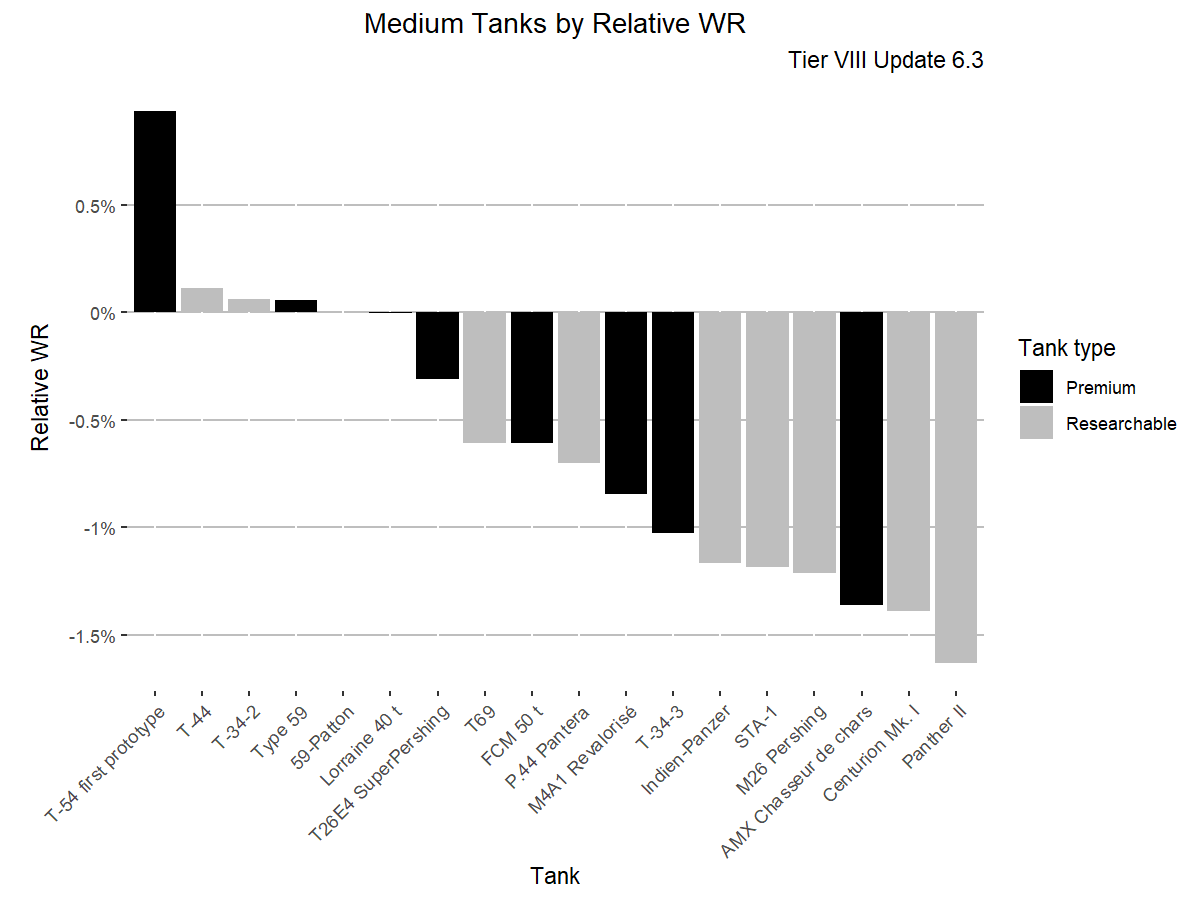 Medium Tanks by Relative WR
Tier VIII Update 6.3
Relative WR
0.5%
0%
-0.5%
-1%
-1.5%
T-54 first prototype
T-44
T-34-2
Type 59
59-Patton
Lorraine 40 t
T26E4 SuperPershing
T69
FCM 50 t
P.44 Pantera
M4A1 Revalorisé
T-34-3
Indien-Panzer
STA-1
M26 Pershing
AMX Chasseur de chars
Centurion Mk. I
Panther II
Tank
Tank type
Premium
Researchable